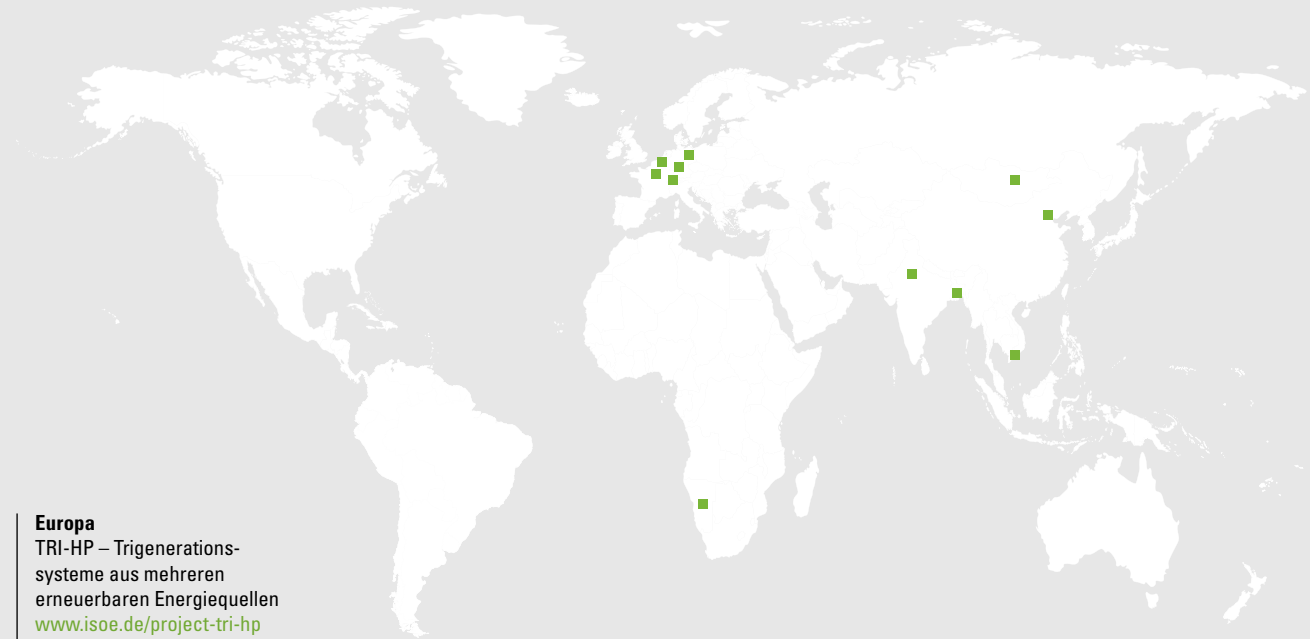 Europa
TRI-HP – Trigenerations-
systeme aus mehreren
erneuerbaren Energiequellen
www.isoe.de/project-tri-hp